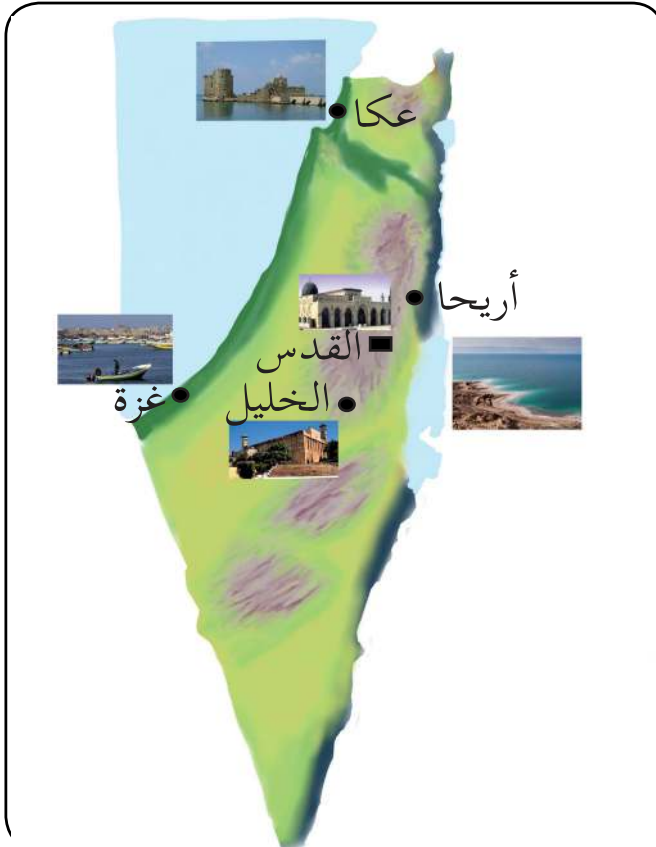 عكا
أريحا
القدس
الخليل
غزة